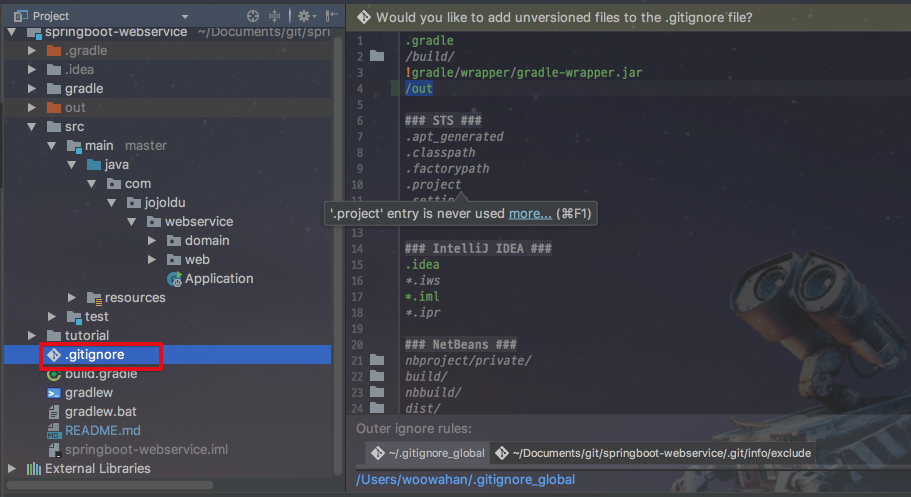 Project
springboot-webservice ~/Documents/git/spri
.gradle
.idea
gradle
out
src
main master
java
com
jojoldu
webservice
domain
web
Application
resources
test
tutorial
.gitignore
build.gradle
gradlew
gradlew.bat
README.md
springboot-webservice.iml
External Libraries
Would you like to add unversioned files to the .gitignore file?
1 .gradle
2 /build/
3 !gradle/wrapper/gradle-wrapper.jar
4 /out
5
6 ### STS ###
7 .apt_generated
8 .classpath
9 .factorypath
10 .project
'.project' entry is never used more... (⌘F1)
13
14 ### IntelliJ IDEA ###
15 .idea
16 *.iws
17 *.iml
18 *.ipr
19
20 ### NetBeans ###
21 nbproject/private/
22 build/
23 nbbuild/
24 dist/
Outer ignore rules:
~/.gitignore_global ~/Documents/git/springboot-webservice/.git/info/exclude
/Users/woowahan/.gitignore_global